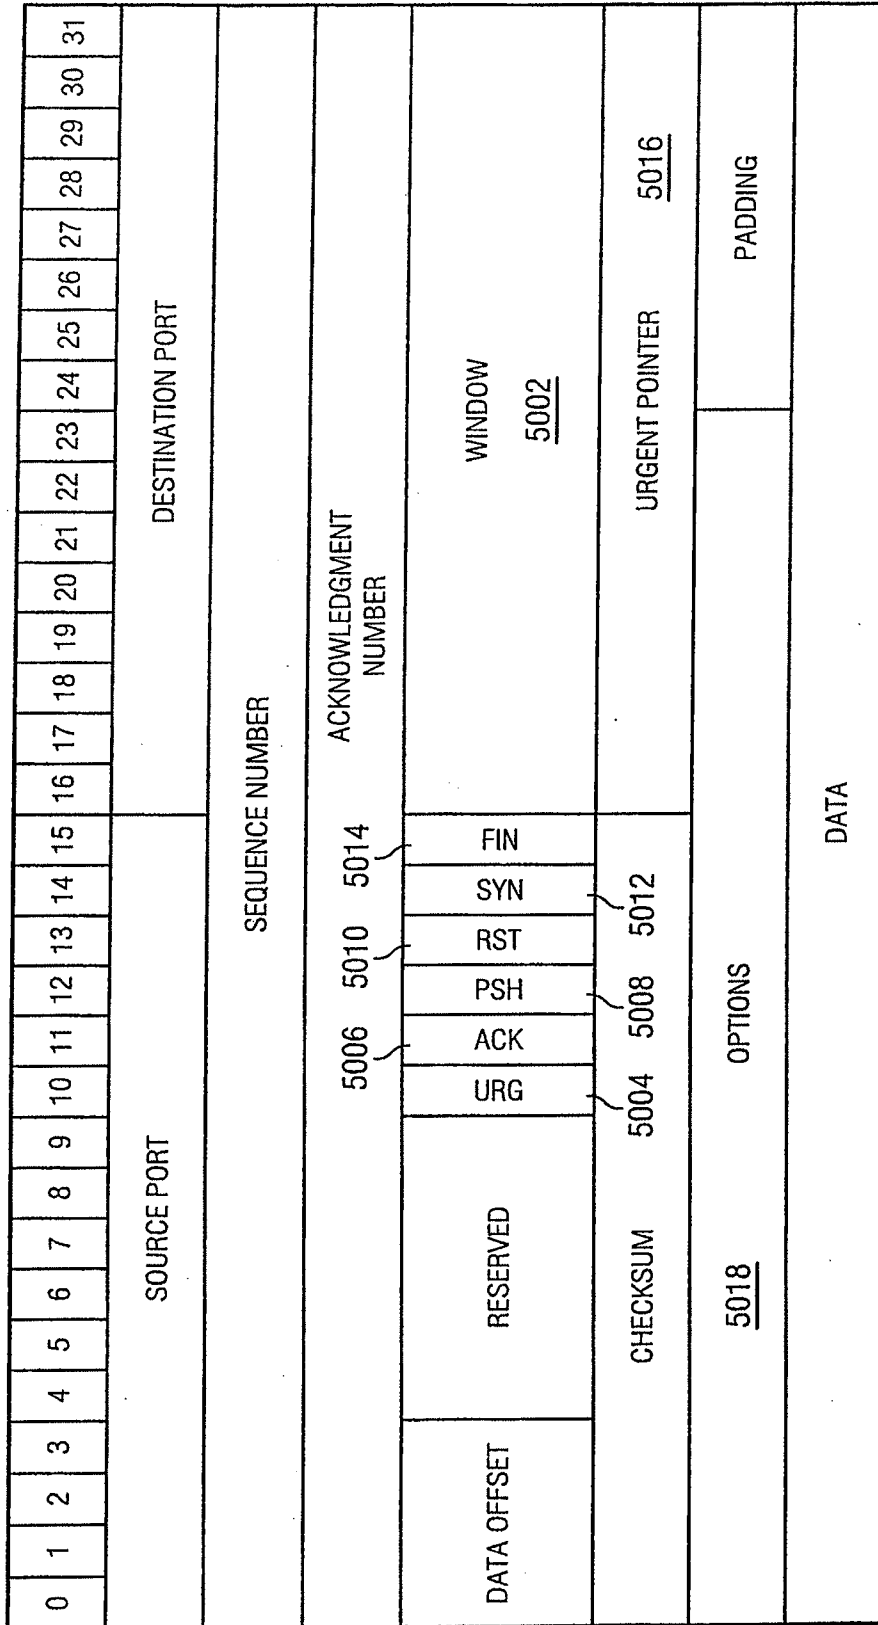 0 1 2 3 4 5 6 7 8 9 10 11 12 13 14 15 16 17 18 19 20 21 22 23 24 25 26 27 28 29 30 31
SOURCE PORT DESTINATION PORT
SEQUENCE NUMBER
ACKNOWLEDGMENT
NUMBER
5006 5010 5014
DATA OFFSET RESERVED URG ACK PSH RST SYN FIN WINDOW
5002
5004 5008 5012
CHECKSUM URGENT POINTER 5016
5018 OPTIONS PADDING
DATA